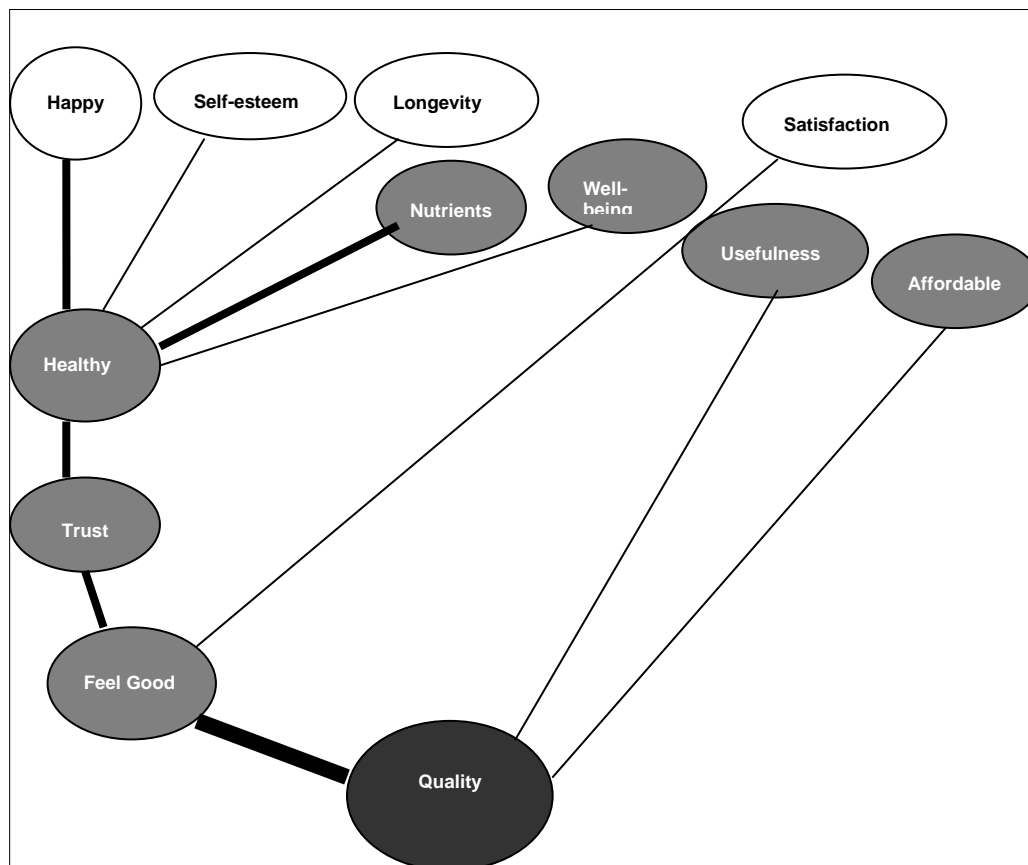 Happy
Self-esteem
Longevity
Satisfaction
Nutrients
Well-
being
Usefulness
Affordable
Healthy
Trust
Feel Good
Quality